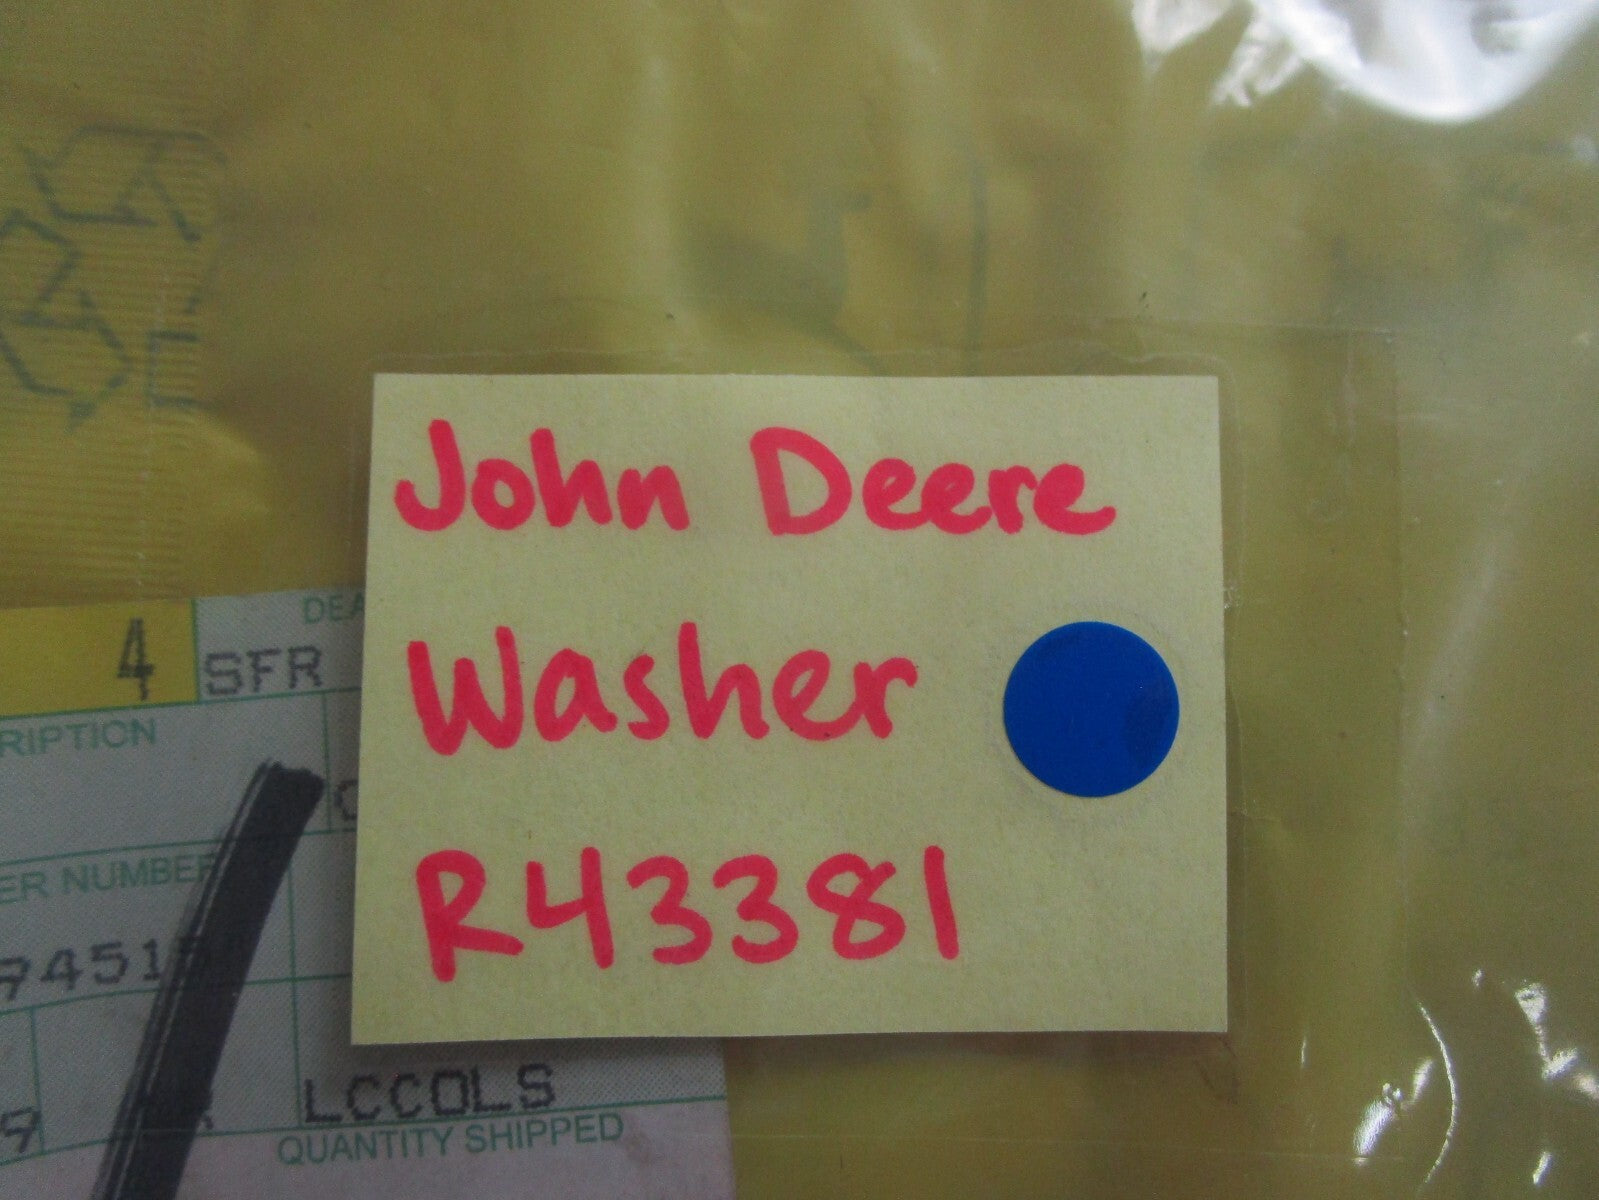 John Deere
Washer
R43381
4
SFR
RIPTION
ER NUMBER
LCCOLS
QUANTITY SHIPPED